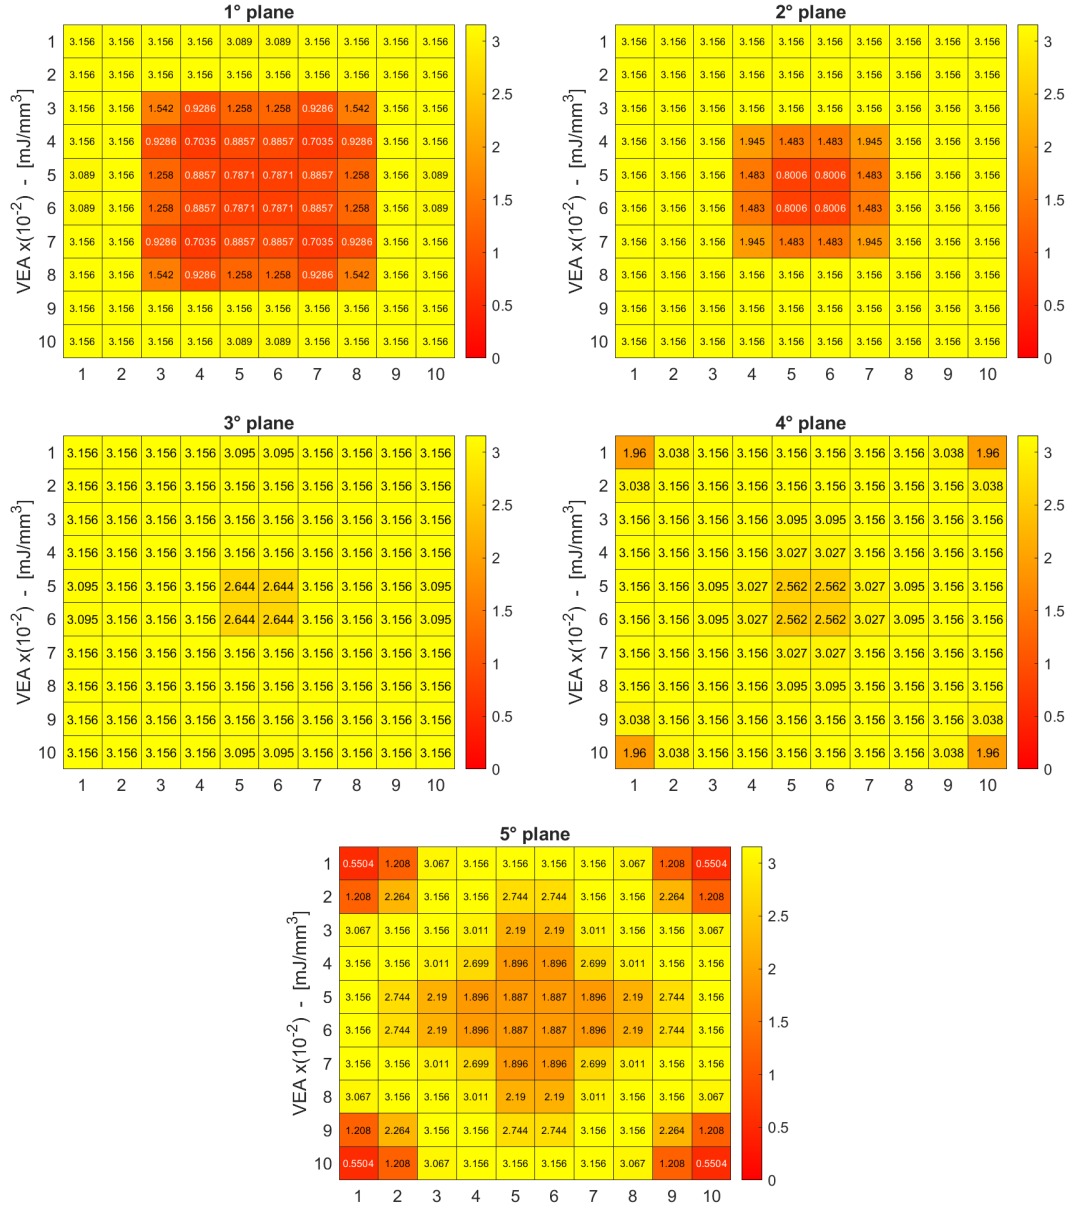 1° plane
VEA x(10⁻²) - [mJ/mm³]
1 3.156 3.156 3.156 3.156 3.089 3.089 3.156 3.156 3.156 3.156
2 3.156 3.156 3.156 3.156 3.156 3.156 3.156 3.156 3.156 3.156
3 3.156 3.156 1.542 0.9286 1.258 1.258 0.9286 1.542 3.156 3.156
4 3.156 3.156 0.9286 0.7035 0.8857 0.8857 0.7035 0.9286 3.156 3.156
5 3.089 3.156 1.258 0.8857 0.7871 0.7871 0.8857 1.258 3.156 3.089
6 3.089 3.156 1.258 0.8857 0.7871 0.7871 0.8857 1.258 3.156 3.089
7 3.156 3.156 0.9286 0.7035 0.8857 0.8857 0.7035 0.9286 3.156 3.156
8 3.156 3.156 1.542 0.9286 1.258 1.258 0.9286 1.542 3.156 3.156
9 3.156 3.156 3.156 3.156 3.156 3.156 3.156 3.156 3.156 3.156
10 3.156 3.156 3.156 3.156 3.089 3.089 3.156 3.156 3.156 3.156
1 2 3 4 5 6 7 8 9 10
3
2.5
2
1.5
1
0.5
0
2° plane
VEA x(10⁻²) - [mJ/mm³]
1 3.156 3.156 3.156 3.156 3.156 3.156 3.156 3.156 3.156 3.156
2 3.156 3.156 3.156 3.156 3.156 3.156 3.156 3.156 3.156 3.156
3 3.156 3.156 3.156 3.156 3.156 3.156 3.156 3.156 3.156 3.156
4 3.156 3.156 3.156 1.945 1.483 1.483 1.945 3.156 3.156 3.156
5 3.156 3.156 3.156 1.483 0.8006 0.8006 1.483 3.156 3.156 3.156
6 3.156 3.156 3.156 1.483 0.8006 0.8006 1.483 3.156 3.156 3.156
7 3.156 3.156 3.156 1.945 1.483 1.483 1.945 3.156 3.156 3.156
8 3.156 3.156 3.156 3.156 3.156 3.156 3.156 3.156 3.156 3.156
9 3.156 3.156 3.156 3.156 3.156 3.156 3.156 3.156 3.156 3.156
10 3.156 3.156 3.156 3.156 3.156 3.156 3.156 3.156 3.156 3.156
1 2 3 4 5 6 7 8 9 10
3
2.5
2
1.5
1
0.5
0
3° plane
VEA x(10⁻²) - [mJ/mm³]
1 3.156 3.156 3.156 3.156 3.095 3.095 3.156 3.156 3.156 3.156
2 3.156 3.156 3.156 3.156 3.156 3.156 3.156 3.156 3.156 3.156
3 3.156 3.156 3.156 3.156 3.156 3.156 3.156 3.156 3.156 3.156
4 3.156 3.156 3.156 3.156 3.156 3.156 3.156 3.156 3.156 3.156
5 3.095 3.156 3.156 3.156 2.644 2.644 3.156 3.156 3.156 3.095
6 3.095 3.156 3.156 3.156 2.644 2.644 3.156 3.156 3.156 3.095
7 3.156 3.156 3.156 3.156 3.156 3.156 3.156 3.156 3.156 3.156
8 3.156 3.156 3.156 3.156 3.156 3.156 3.156 3.156 3.156 3.156
9 3.156 3.156 3.156 3.156 3.156 3.156 3.156 3.156 3.156 3.156
10 3.156 3.156 3.156 3.156 3.095 3.095 3.156 3.156 3.156 3.156
1 2 3 4 5 6 7 8 9 10
3
2.5
2
1.5
1
0.5
0
4° plane
VEA x(10⁻²) - [mJ/mm³]
1 1.96 3.038 3.156 3.156 3.156 3.156 3.156 3.156 3.038 1.96
2 3.038 3.156 3.156 3.156 3.156 3.156 3.156 3.156 3.156 3.038
3 3.156 3.156 3.156 3.156 3.095 3.095 3.156 3.156 3.156 3.156
4 3.156 3.156 3.156 3.156 3.027 3.027 3.156 3.156 3.156 3.156
5 3.156 3.156 3.095 3.027 2.562 2.562 3.027 3.095 3.156 3.156
6 3.156 3.156 3.095 3.027 2.562 2.562 3.027 3.095 3.156 3.156
7 3.156 3.156 3.156 3.156 3.027 3.027 3.156 3.156 3.156 3.156
8 3.156 3.156 3.156 3.156 3.095 3.095 3.156 3.156 3.156 3.156
9 3.038 3.156 3.156 3.156 3.156 3.156 3.156 3.156 3.156 3.038
10 1.96 3.038 3.156 3.156 3.156 3.156 3.156 3.156 3.038 1.96
1 2 3 4 5 6 7 8 9 10
3
2.5
2
1.5
1
0.5
0
5° plane
VEA x(10⁻²) - [mJ/mm³]
1 0.5504 1.208 3.067 3.156 3.156 3.156 3.156 3.067 1.208 0.5504
2 1.208 2.264 3.156 3.156 2.744 2.744 3.156 3.156 2.264 1.208
3 3.067 3.156 3.156 3.011 2.19 2.19 3.011 3.156 3.156 3.067
4 3.156 3.156 3.011 2.699 1.896 1.896 2.699 3.011 3.156 3.156
5 3.156 2.744 2.19 1.896 1.887 1.887 1.896 2.19 2.744 3.156
6 3.156 2.744 2.19 1.896 1.887 1.887 1.896 2.19 2.744 3.156
7 3.156 3.156 3.011 2.699 1.896 1.896 2.699 3.011 3.156 3.156
8 3.067 3.156 3.156 3.011 2.19 2.19 3.011 3.156 3.156 3.067
9 1.208 2.264 3.156 3.156 2.744 2.744 3.156 3.156 2.264 1.208
10 0.5504 1.208 3.067 3.156 3.156 3.156 3.156 3.067 1.208 0.5504
1 2 3 4 5 6 7 8 9 10
3
2.5
2
1.5
1
0.5
0